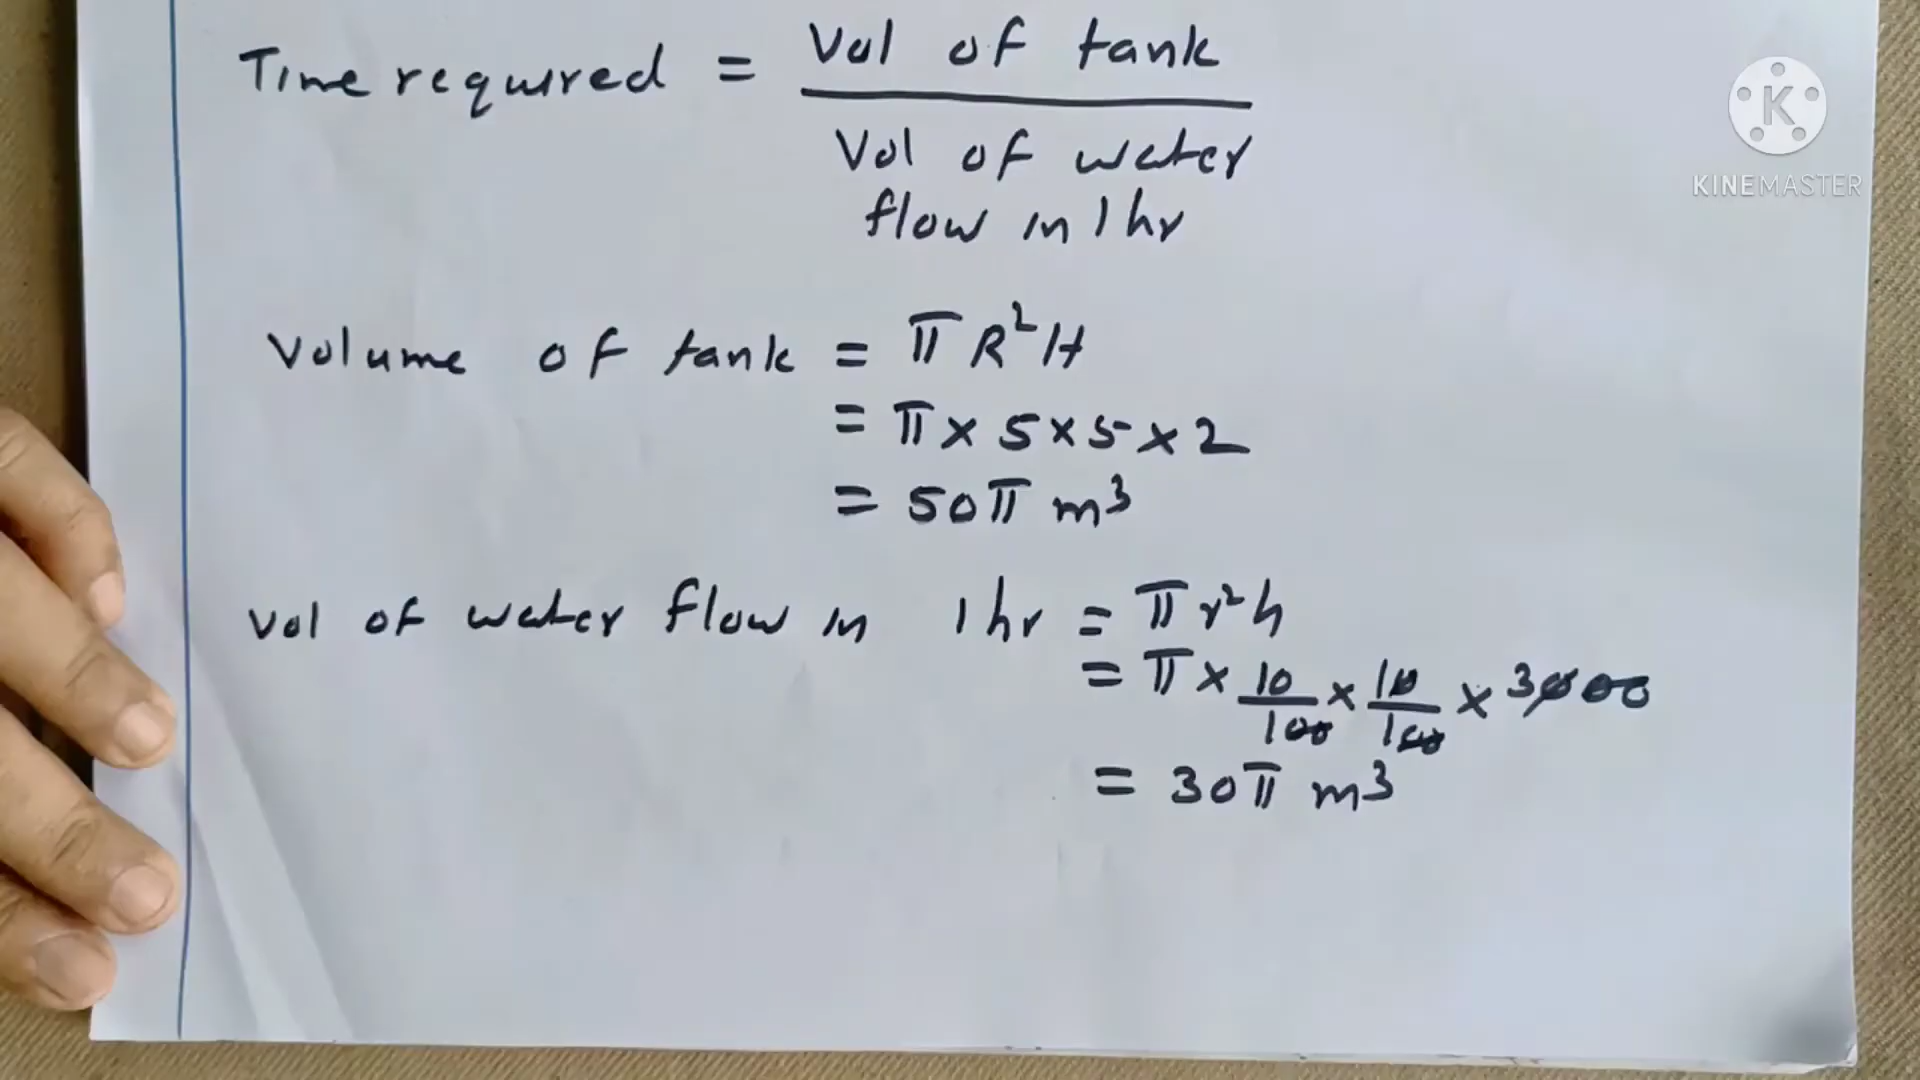 Time required = Vol of tank / Vol of water flow in 1 hr
K
KINEMASTER
Volume of tank = π R²H
= π × 5 × 5 × 2
= 50π m³
Vol of water flow in 1 hr = π r² h
= π × 10/100 × 10/100 × 3000
= 30π m³